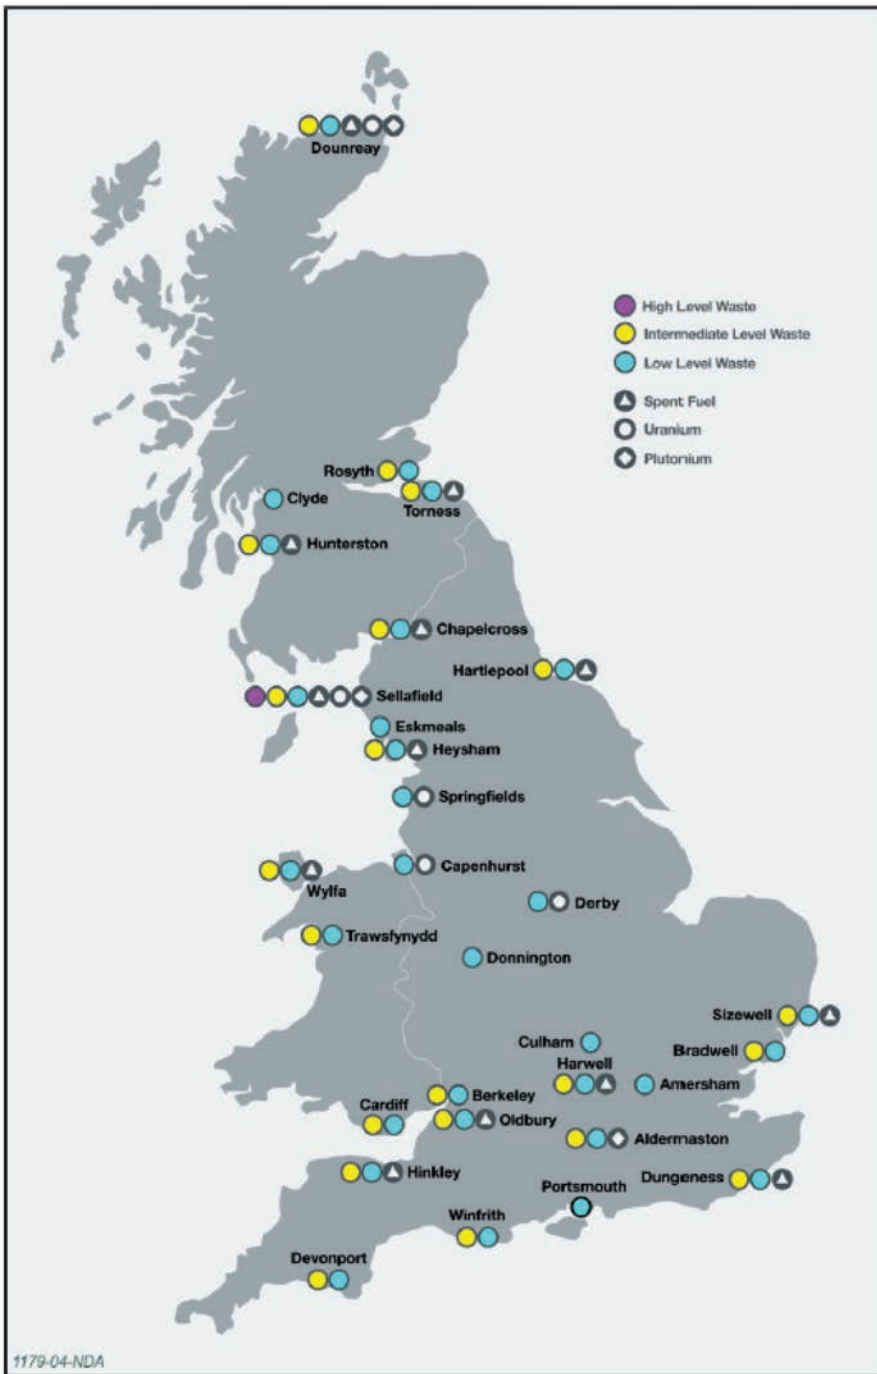 Dounreay
High Level Waste
Intermediate Level Waste
Low Level Waste
Spent Fuel
Uranium
Plutonium
Rosyth
Clyde
Torness
Hunterston
Chapelcross
Hartlepool
Sellafield
Eskmeals
Heysham
Springfields
Capenhurst
Wylfa
Derby
Trawsfynydd
Donnington
Sizewell
Culham
Bradwell
Harwell
Amersham
Berkeley
Cardiff
Oldbury
Aldermaston
Hinkley
Dungeness
Portsmouth
Winfrith
Devonport
1179-04-NDA